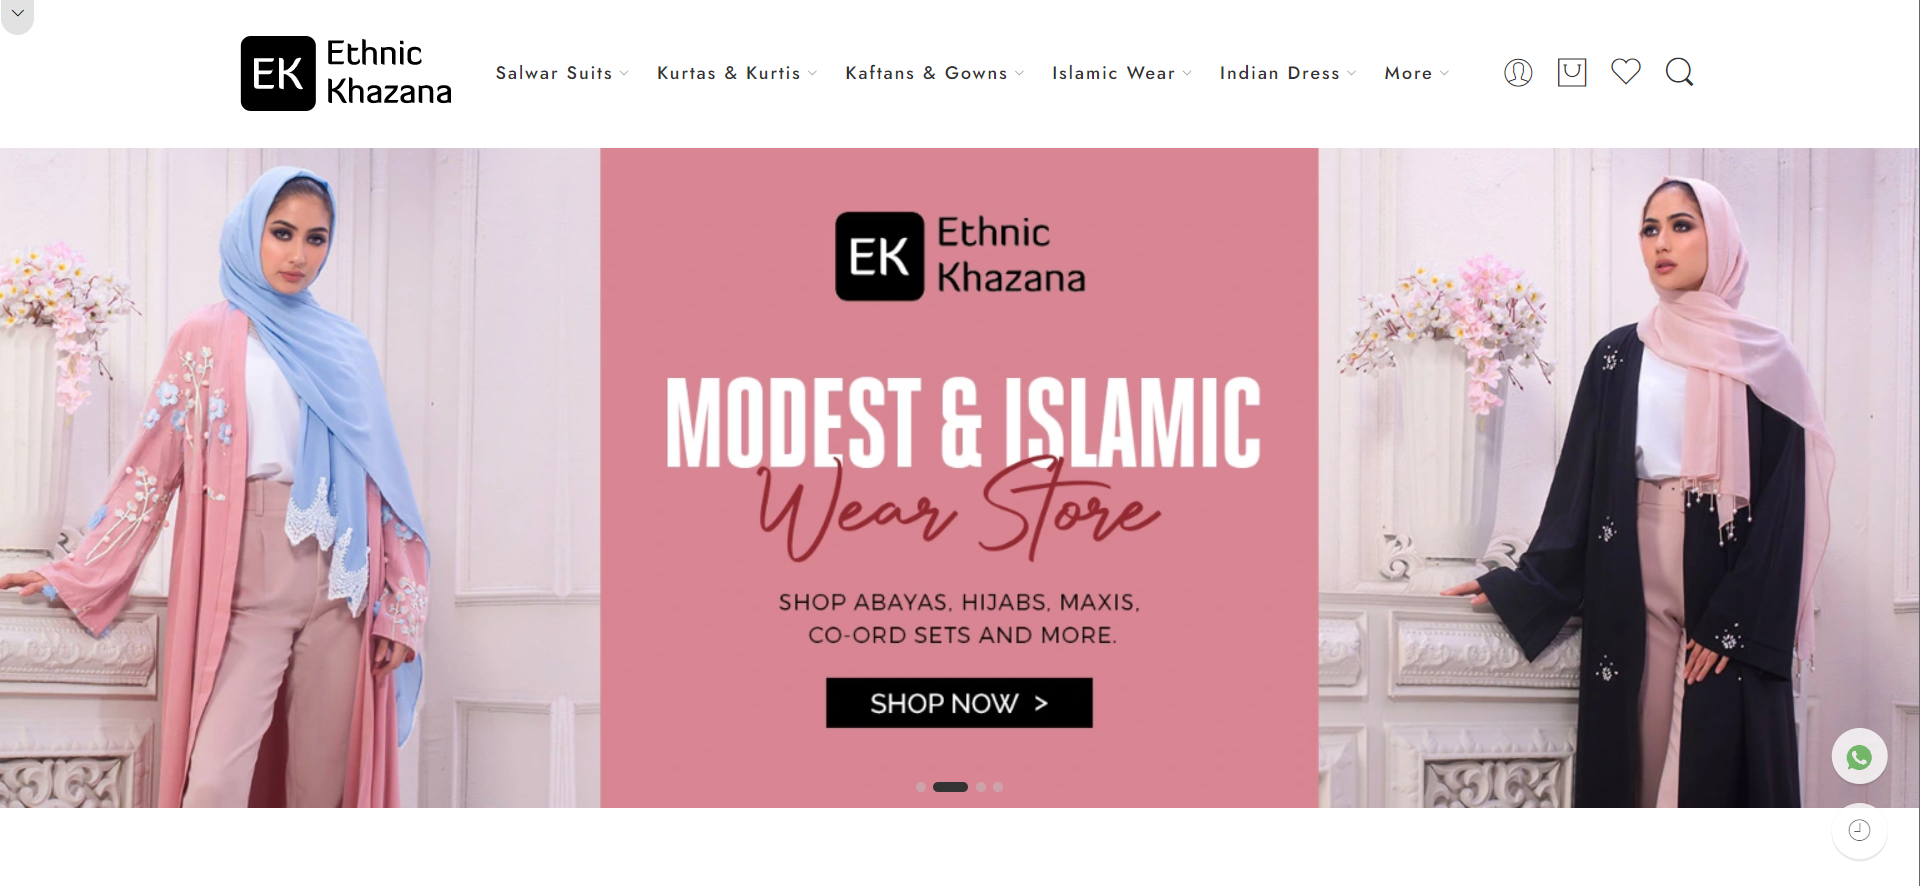 EK Ethnic
Khazana
Salwar Suits
Kurtas & Kurtis
Kaftans & Gowns
Islamic Wear
Indian Dress
More
EK Ethnic
Khazana
MODEST & ISLAMIC
Wear Store
SHOP ABAYAS, HIJABS, MAXIS,
CO-ORD SETS AND MORE.
SHOP NOW >